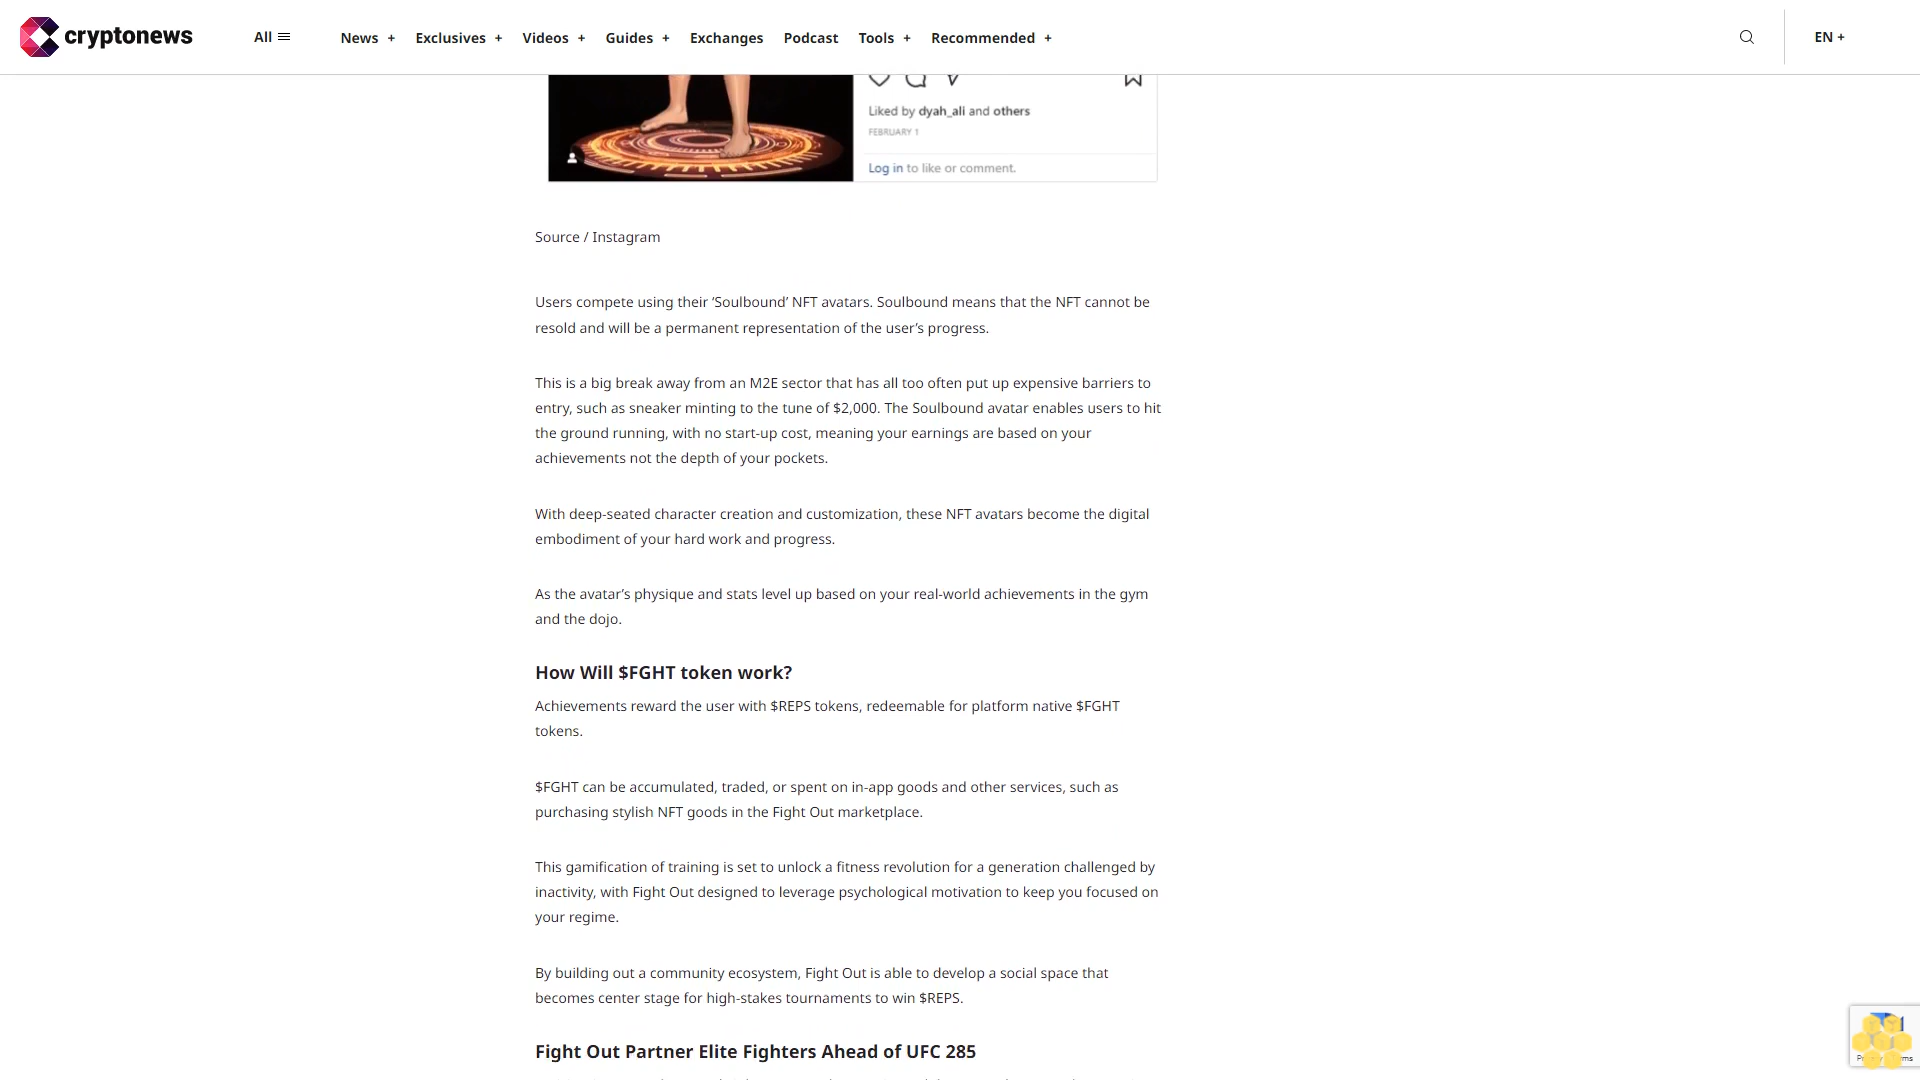 cryptonews
All
News +
Exclusives +
Videos +
Guides +
Exchanges
Podcast
Tools +
Recommended +
EN +
Liked by dyah_ali and others
FEBRUARY 1
Log in to like or comment.
Source / Instagram
Users compete using their ‘Soulbound’ NFT avatars. Soulbound means that the NFT cannot be
resold and will be a permanent representation of the user’s progress.
This is a big break away from an M2E sector that has all too often put up expensive barriers to
entry, such as sneaker minting to the tune of $2,000. The Soulbound avatar enables users to hit
the ground running, with no start-up cost, meaning your earnings are based on your
achievements not the depth of your pockets.
With deep-seated character creation and customization, these NFT avatars become the digital
embodiment of your hard work and progress.
As the avatar’s physique and stats level up based on your real-world achievements in the gym
and the dojo.
How Will $FGHT token work?
Achievements reward the user with $REPS tokens, redeemable for platform native $FGHT
tokens.
$FGHT can be accumulated, traded, or spent on in-app goods and other services, such as
purchasing stylish NFT goods in the Fight Out marketplace.
This gamification of training is set to unlock a fitness revolution for a generation challenged by
inactivity, with Fight Out designed to leverage psychological motivation to keep you focused on
your regime.
By building out a community ecosystem, Fight Out is able to develop a social space that
becomes center stage for high-stakes tournaments to win $REPS.
Fight Out Partner Elite Fighters Ahead of UFC 285